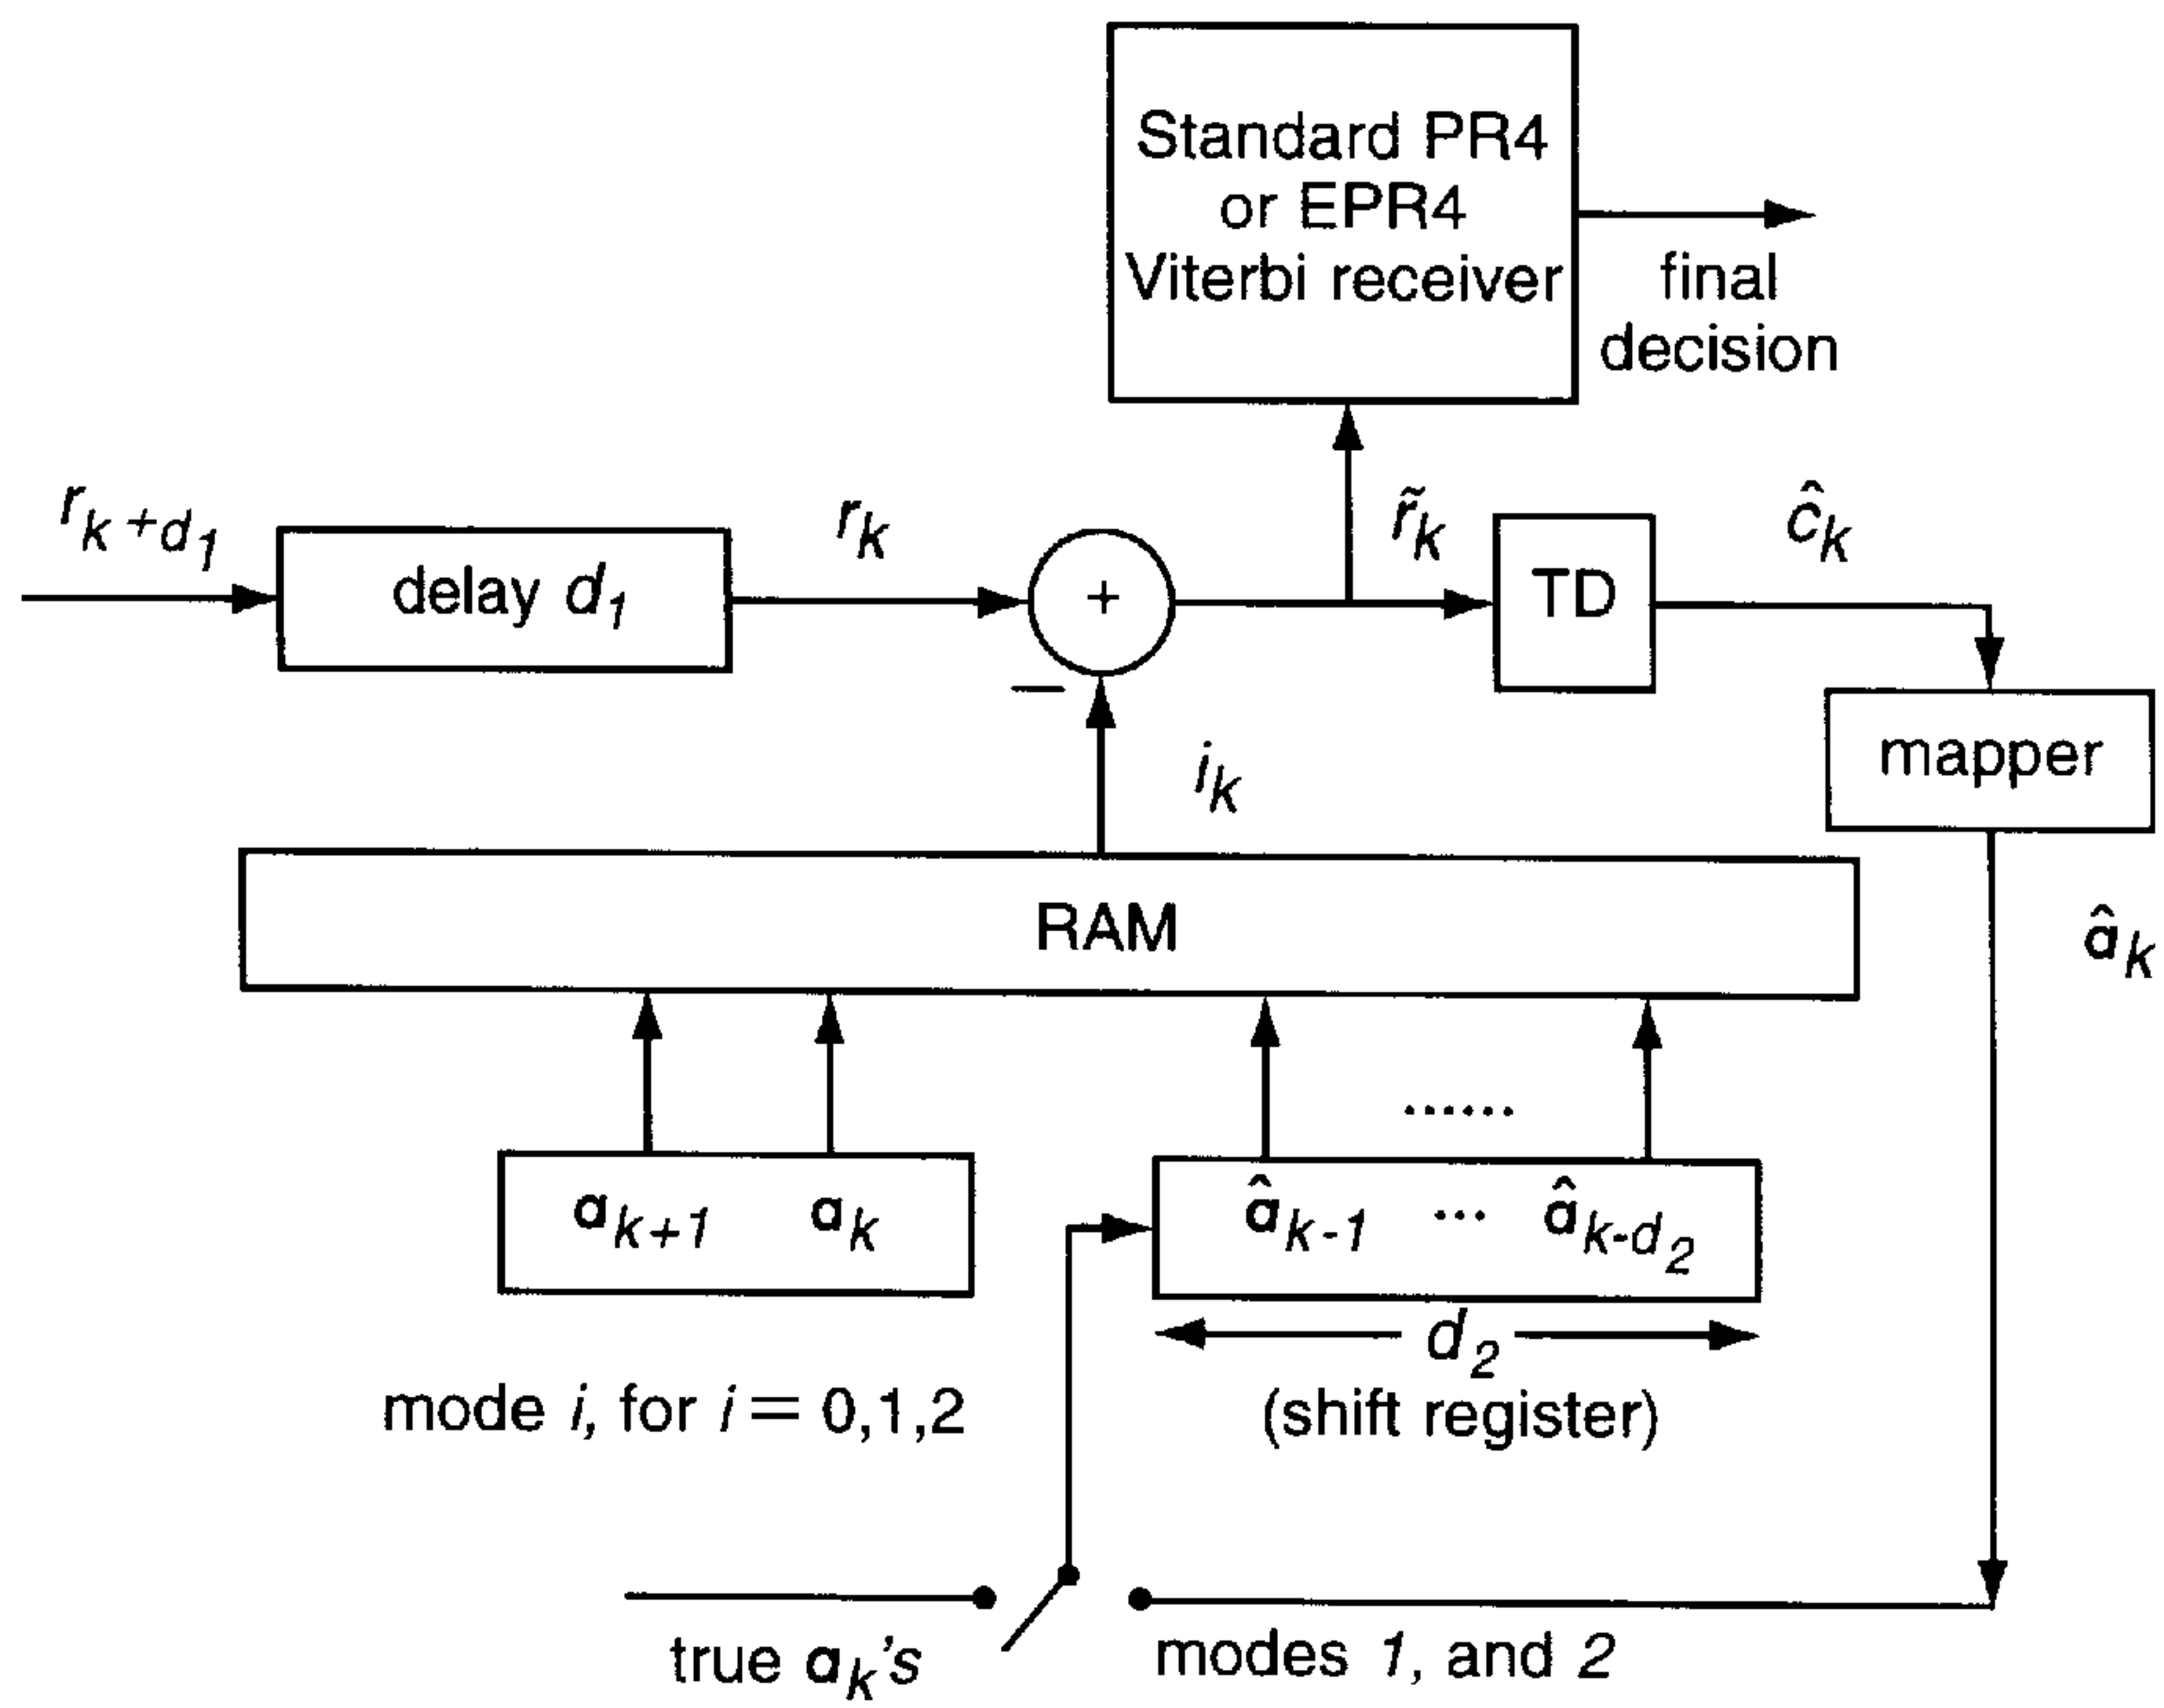 Standard PR4
or EPR4
Viterbi receiver
final
decision
r_{k+d_1}
delay d_1
r_k
+
r̃_k
TD
ĉ_k
−
i_k
mapper
RAM
â_k
a_{k+1} a_k
â_{k-1} ... â_{k-d_2}
......
d_2
mode i, for i = 0,1,2
(shift register)
true a_k's
modes 1, and 2